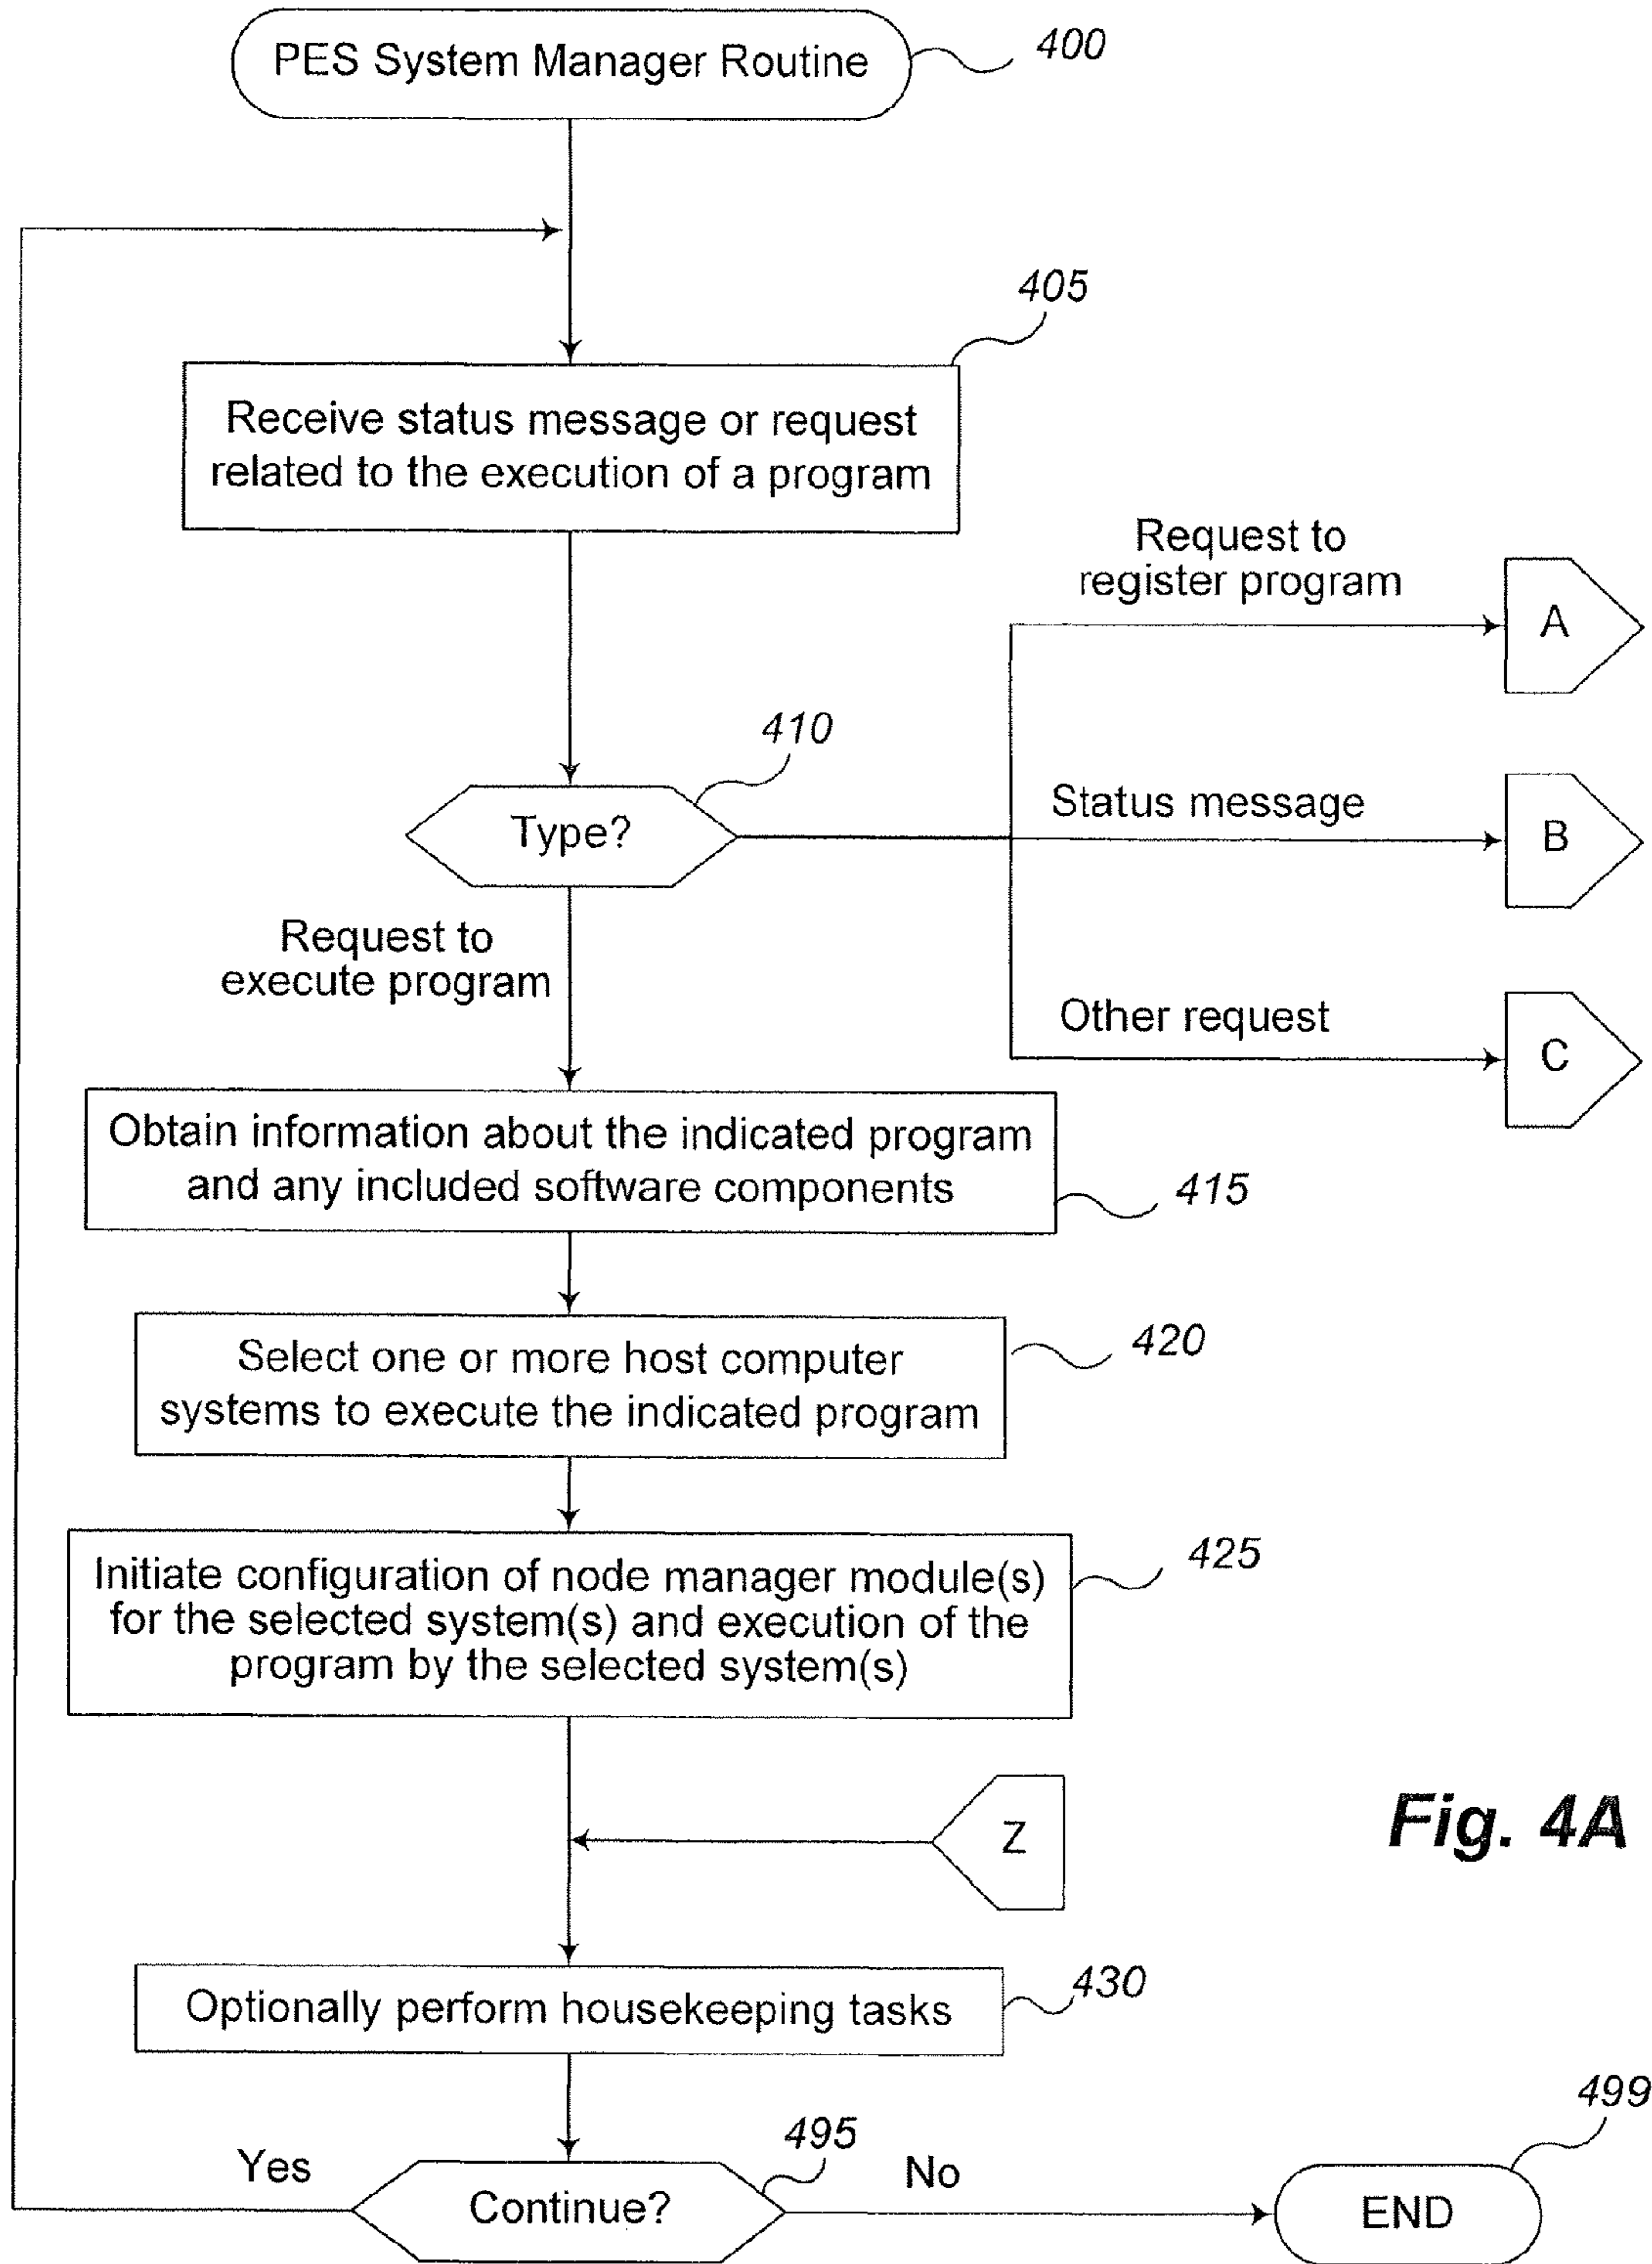 PES System Manager Routine
400
405
Receive status message or request
related to the execution of a program
Request to
register program
A
410
Type?
Status message
B
Request to
execute program
Other request
C
Obtain information about the indicated program
and any included software components
415
Select one or more host computer
systems to execute the indicated program
420
Initiate configuration of node manager module(s)
for the selected system(s) and execution of the
program by the selected system(s)
425
Z
Fig. 4A
Optionally perform housekeeping tasks
430
495
499
Yes
Continue?
No
END